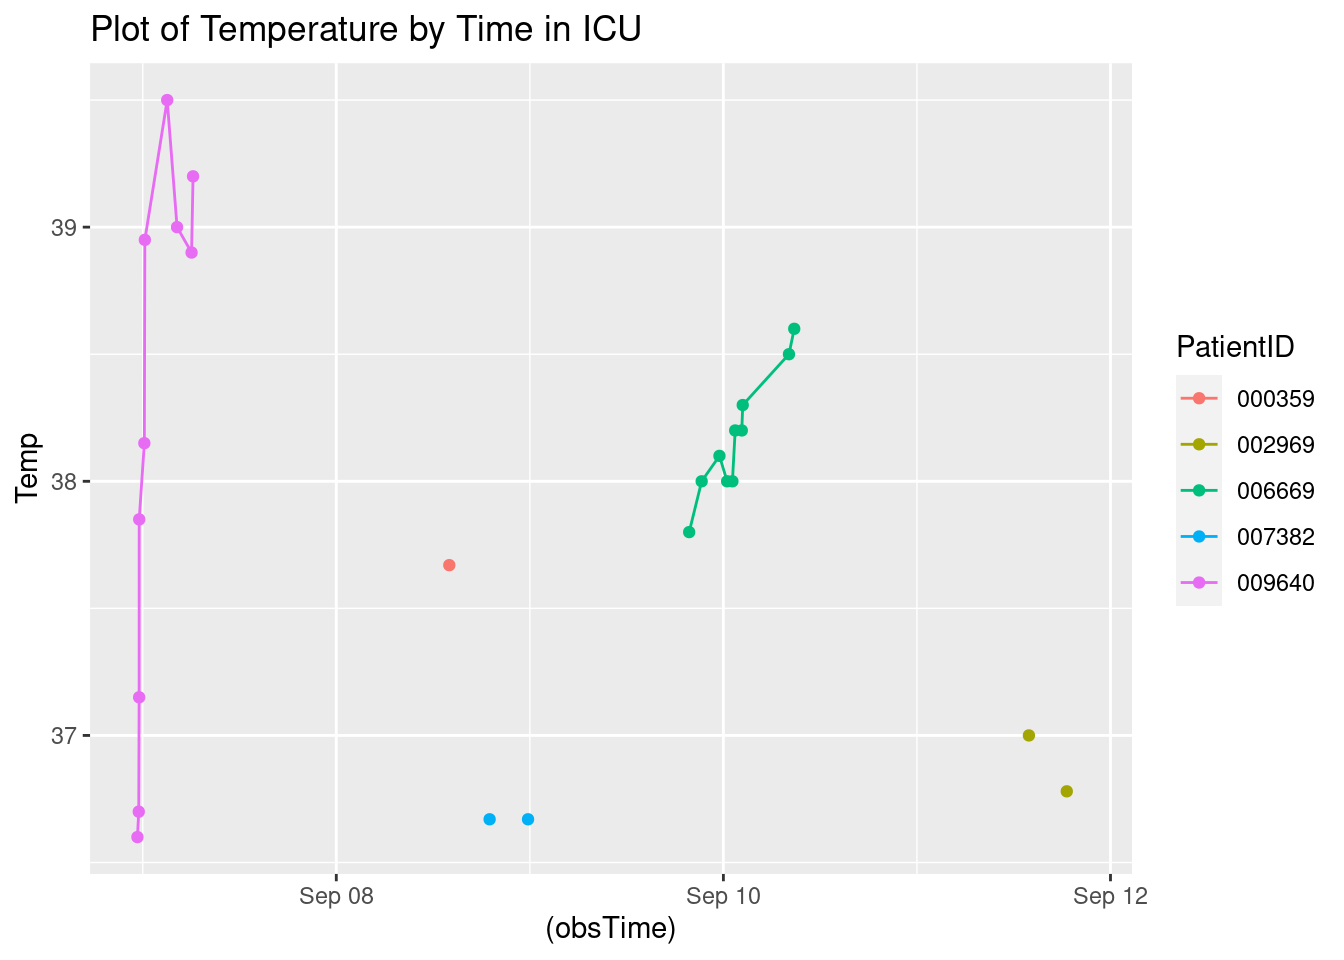 Plot of Temperature by Time in ICU
Temp
39
38
37
Sep 08
Sep 10
Sep 12
(obsTime)
PatientID
000359
002969
006669
007382
009640